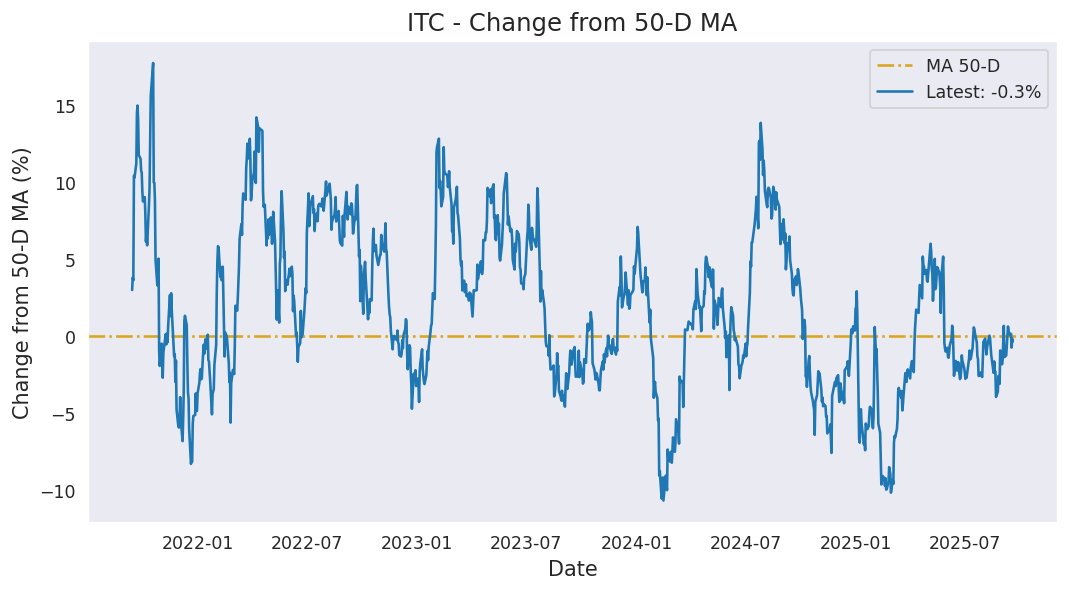 ITC - Change from 50-D MA
MA 50-D
Latest: -0.3%
Change from 50-D MA (%)
15
10
5
0
−5
−10
2022-01 2022-07 2023-01 2023-07 2024-01 2024-07 2025-01 2025-07
Date